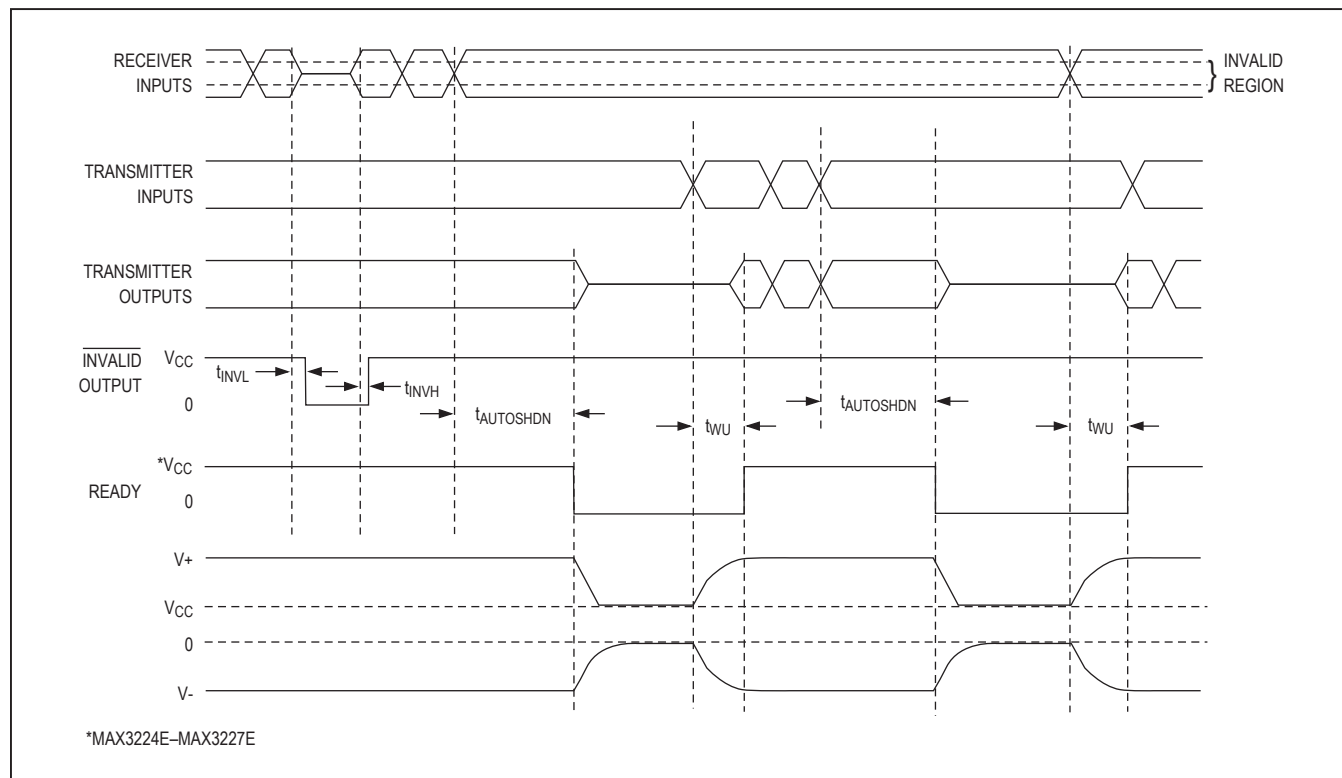 RECEIVER
INPUTS
INVALID
REGION
TRANSMITTER
INPUTS
TRANSMITTER
OUTPUTS
INVALID
OUTPUT
VCC
0
tINVL
tINVH
tAUTOSHDN
tWU
tAUTOSHDN
tWU
READY
*VCC
0
V+
VCC
0
V-
*MAX3224E–MAX3227E